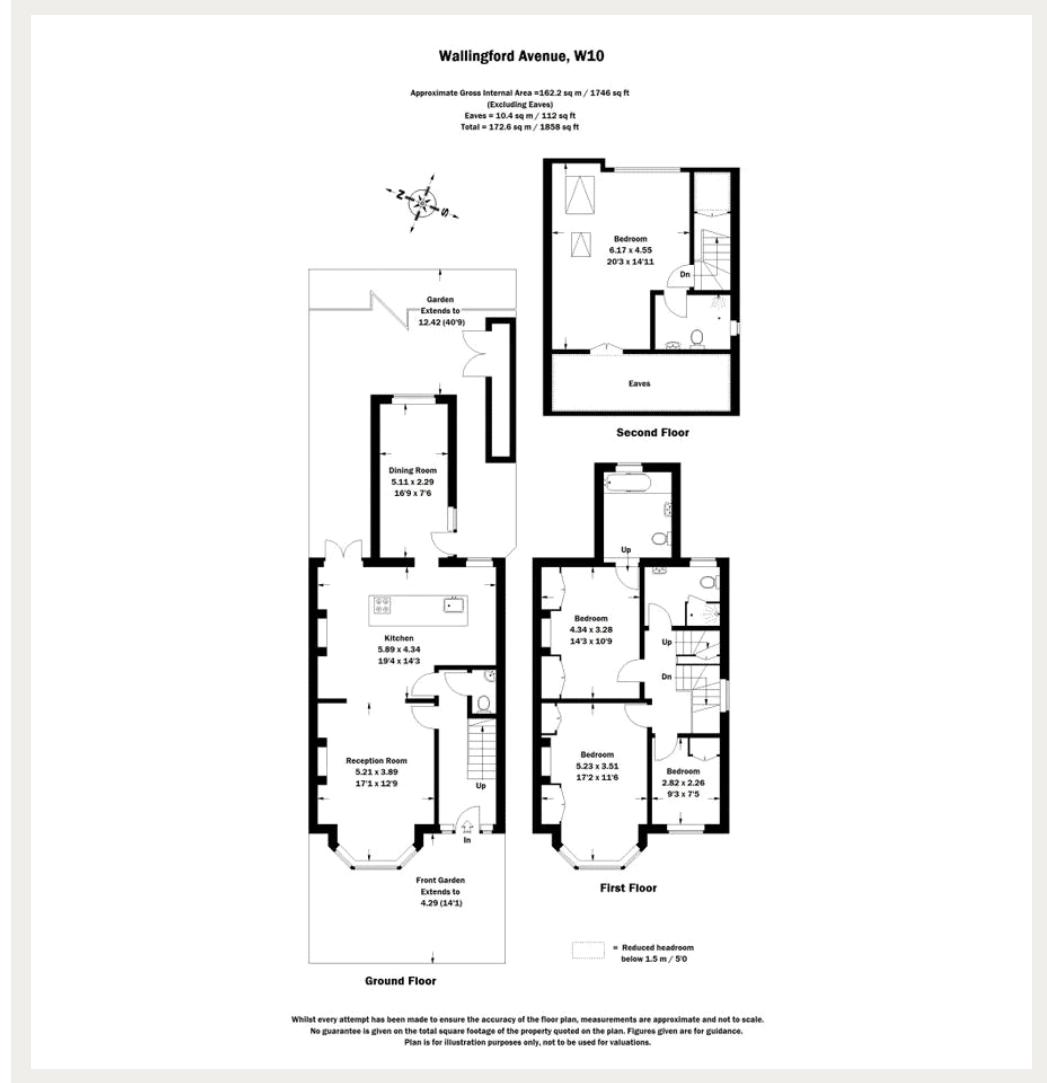 Wallingford Avenue, W10
Approximate Gross Internal Area =162.2 sq m / 1746 sq ft
(Excluding Eaves)
Eaves = 10.4 sq m / 112 sq ft
Total = 172.6 sq m / 1858 sq ft
N
S
Bedroom
6.17 x 4.55
20'3 x 14'11
Dn
Eaves
Second Floor
Garden
Extends to
12.42 (40'9)
Dining Room
5.11 x 2.29
16'9 x 7'6
Kitchen
5.89 x 4.34
19'4 x 14'3
Reception Room
5.21 x 3.89
17'1 x 12'9
Up
In
Front Garden
Extends to
4.29 (14'1)
Ground Floor
Up
Bedroom
4.34 x 3.28
14'3 x 10'9
Up
Dn
Bedroom
5.23 x 3.51
17'2 x 11'6
Bedroom
2.82 x 2.26
9'3 x 7'5
First Floor
= Reduced headroom
below 1.5 m / 5'0
Whilst every attempt has been made to ensure the accuracy of the floor plan, measurements are approximate and not to scale.
No guarantee is given on the total square footage of the property quoted on the plan. Figures given are for guidance.
Plan is for illustration purposes only, not to be used for valuations.